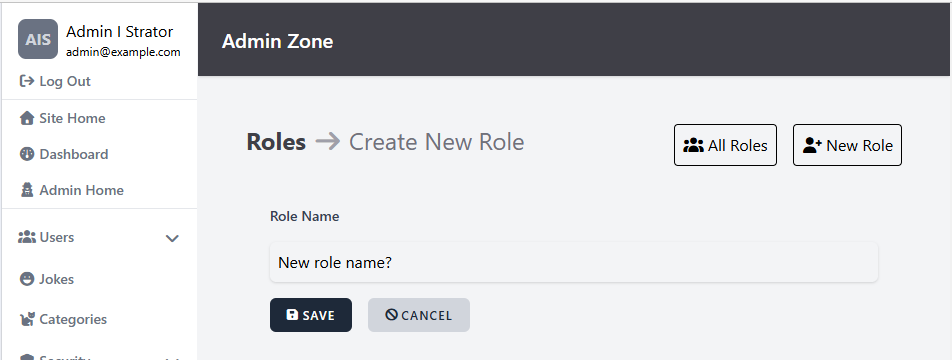 AIS
Admin I Strator
admin@example.com
Log Out
Site Home
Dashboard
Admin Home
Users
Jokes
Categories
Security
Admin Zone
Roles → Create New Role
All Roles
New Role
Role Name
New role name?
SAVE
CANCEL